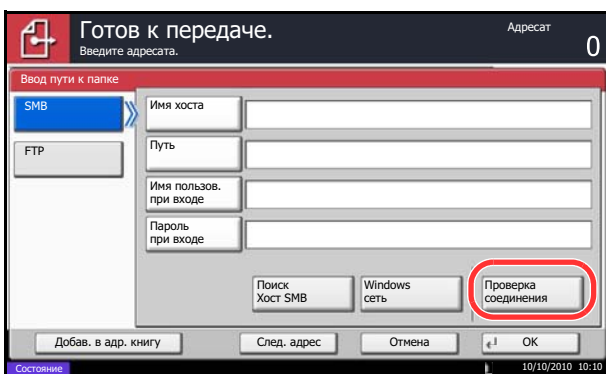 Готов к передаче.
Введите адресата.
Адресат
0
Ввод пути к папке
SMB
FTP
Имя хоста
Путь
Имя пользов.
при входе
Пароль
при входе
Поиск
Хост SMB
Windows
сеть
Проверка
соединения
Добав. в адр. книгу
След. адрес
Отмена
OK
Состояние
10/10/2010 10:10